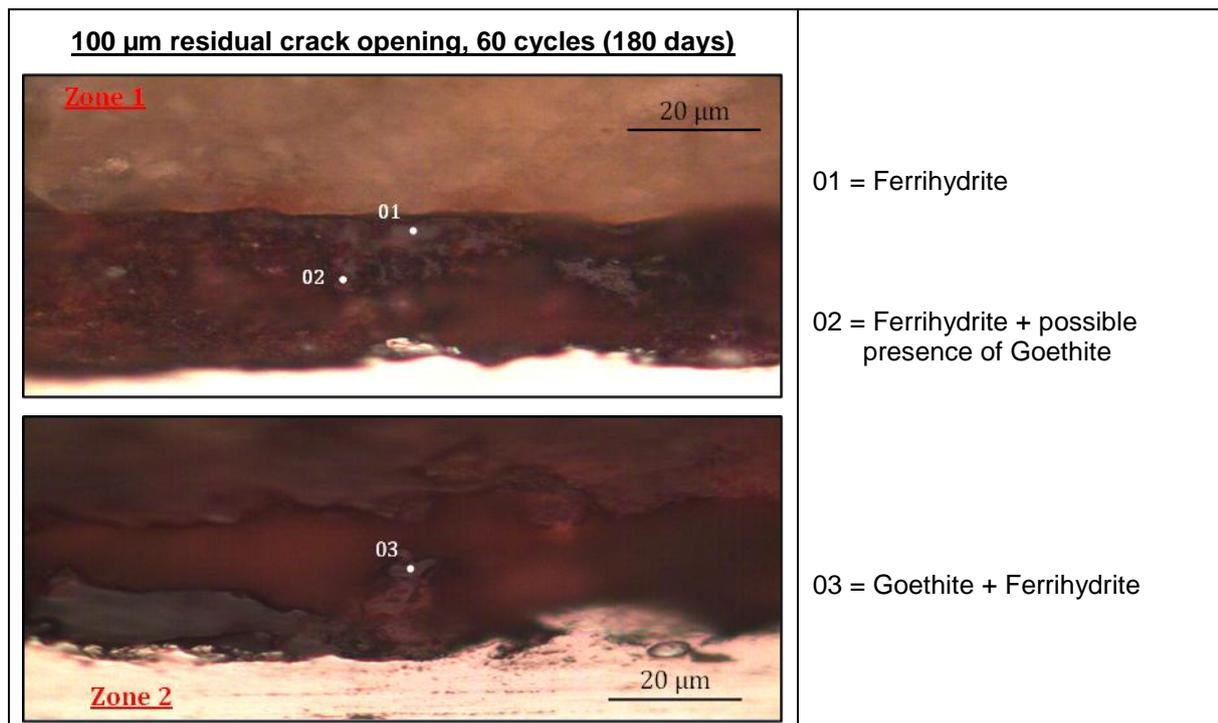 100 µm residual crack opening, 60 cycles (180 days)
Zone 1
20 µm
01
02
01 = Ferrihydrite
02 = Ferrihydrite + possible
presence of Goethite
03
20 µm
Zone 2
03 = Goethite + Ferrihydrite